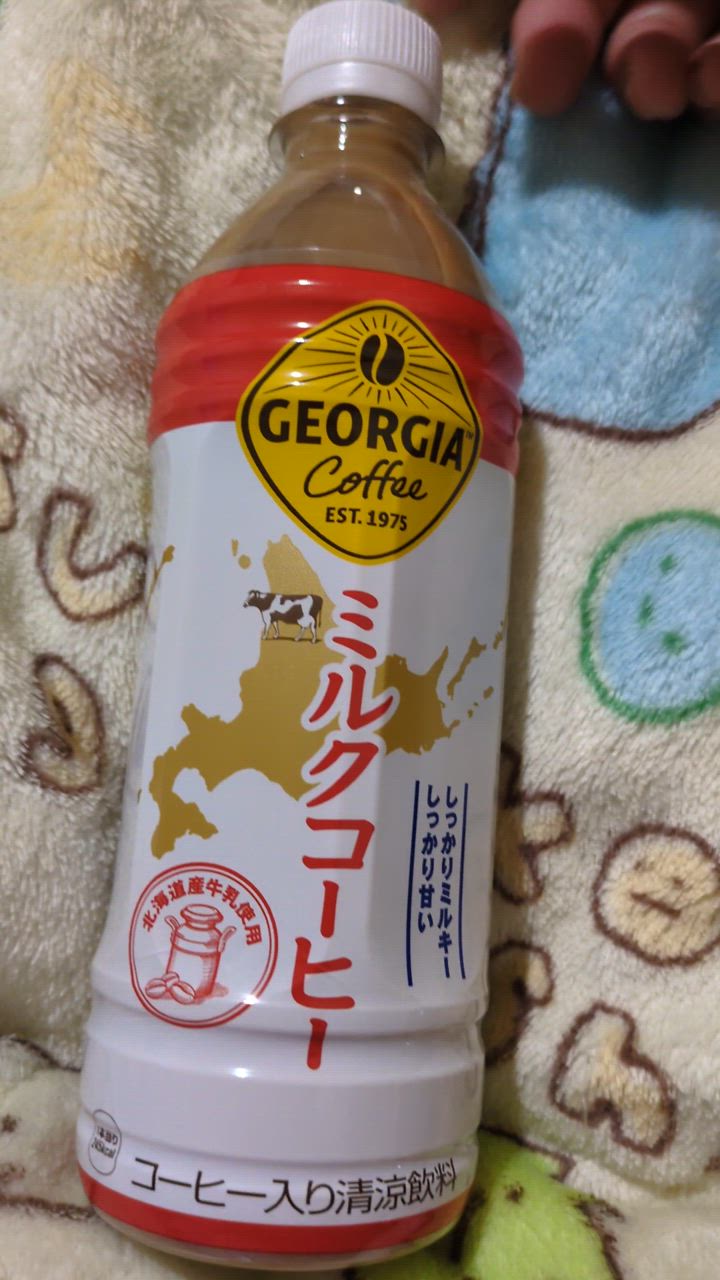 GEORGIA
Coffee
EST. 1975
ミルクコーヒー
しっかりミルキー
しっかり甘い
北海道産牛乳使用
コーヒー入り清涼飲料